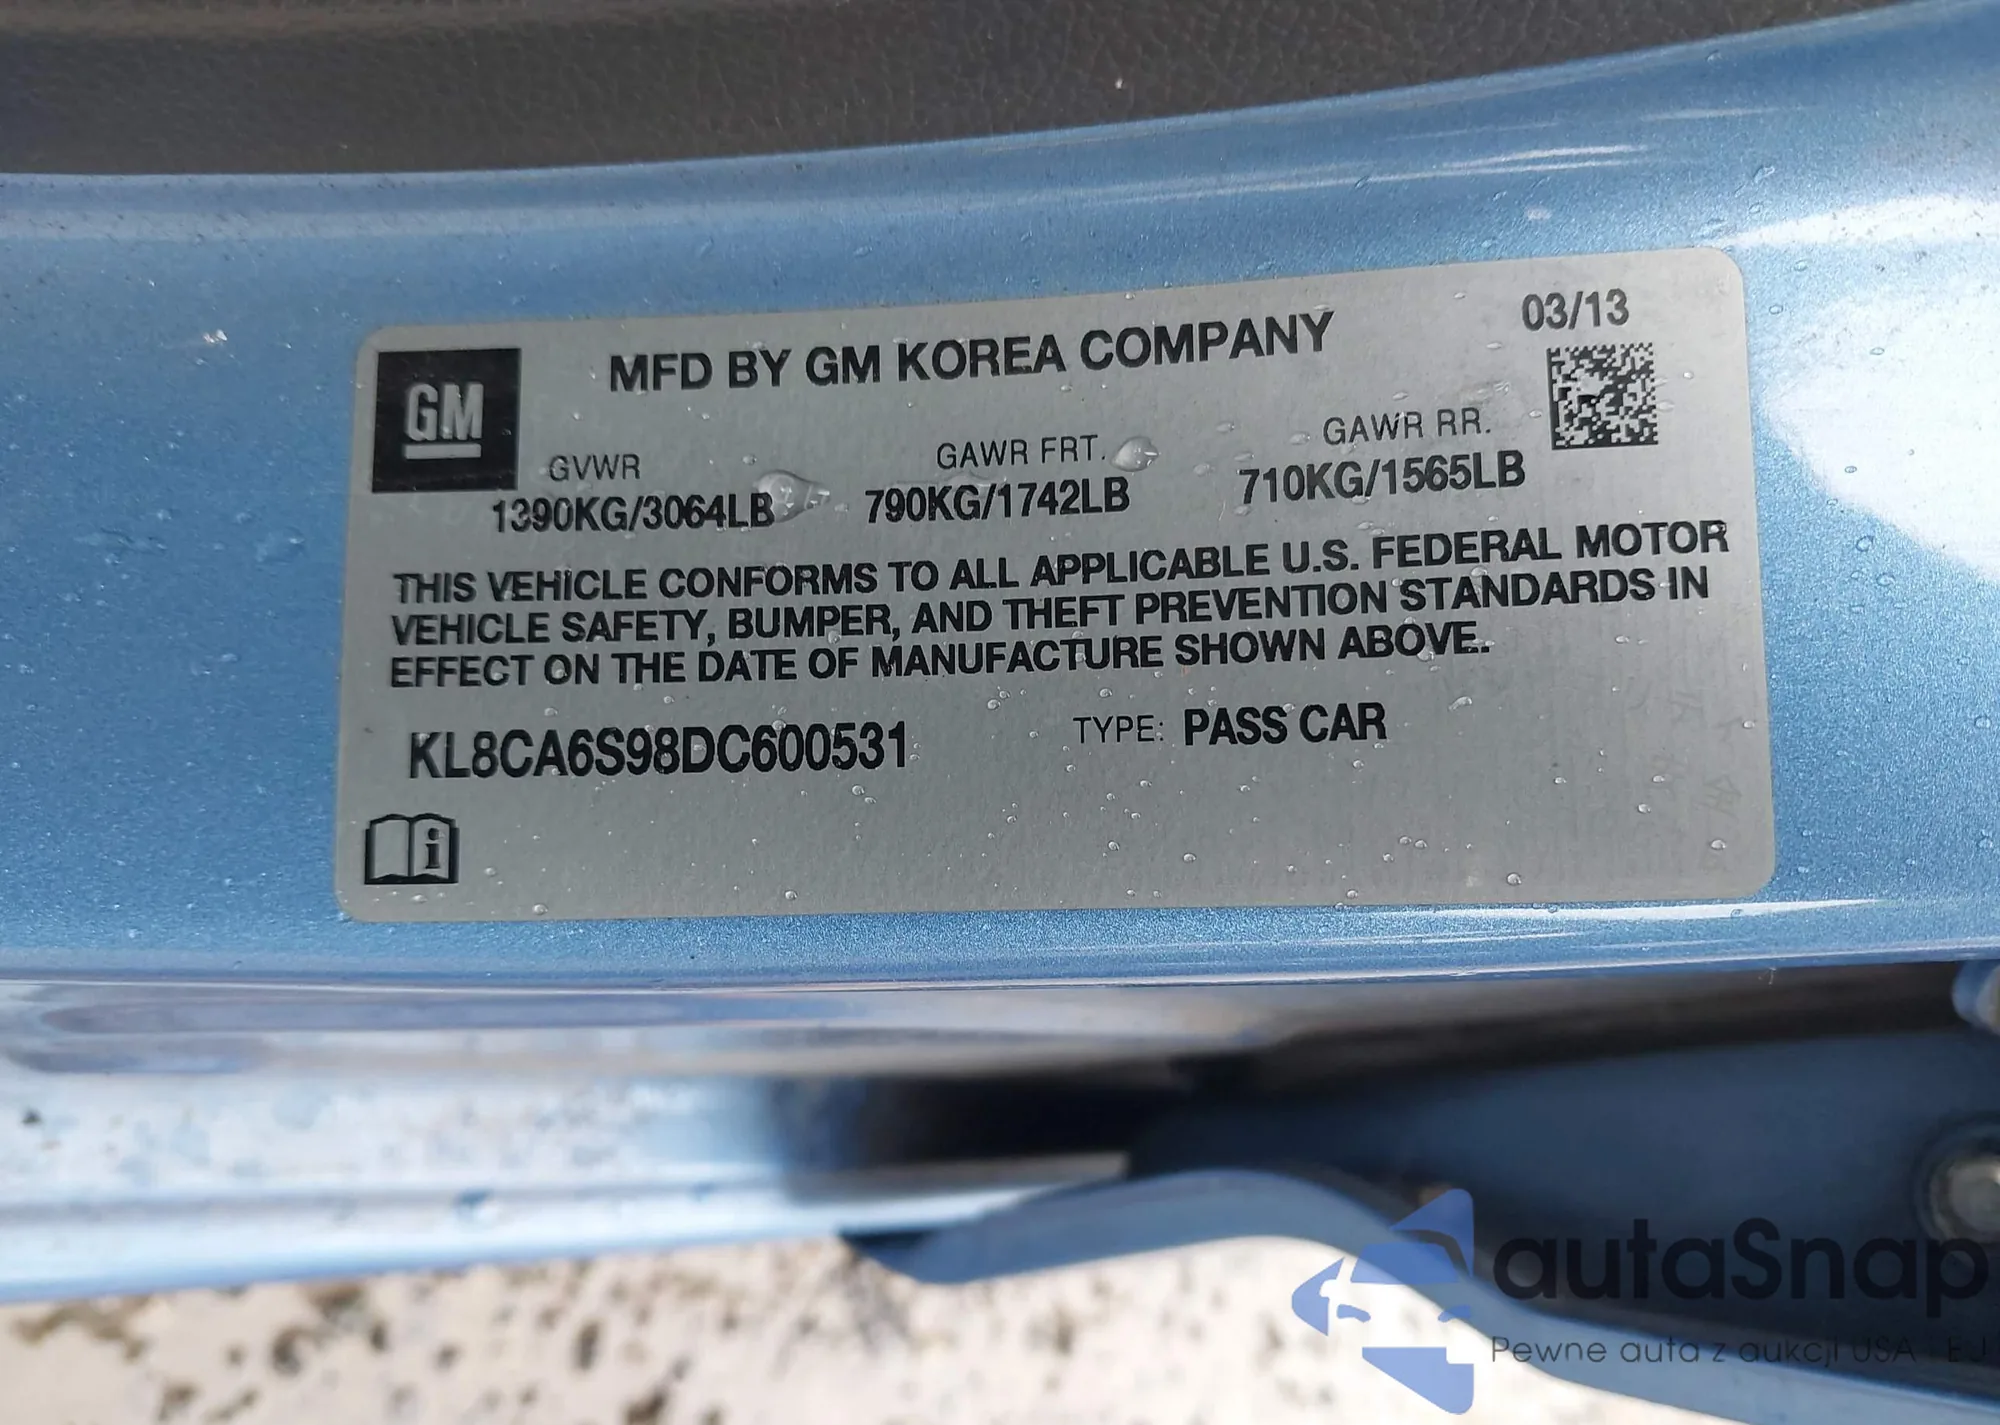 03/13
MFD BY GM KOREA COMPANY
GM
GVWR GAWR FRT. GAWR RR.
1390KG/3064LB 790KG/1742LB 710KG/1565LB
THIS VEHICLE CONFORMS TO ALL APPLICABLE U.S. FEDERAL MOTOR
VEHICLE SAFETY, BUMPER, AND THEFT PREVENTION STANDARDS IN
EFFECT ON THE DATE OF MANUFACTURE SHOWN ABOVE.
KL8CA6S98DC600531 TYPE: PASS CAR
i
autaSnap
Pewne auta z aukcji USA